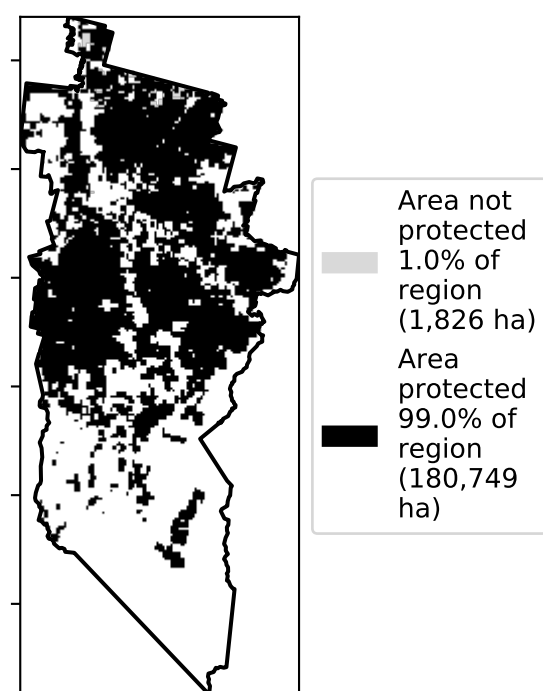 Area not
protected
1.0% of
region
(1,826 ha)
Area
protected
99.0% of
region
(180,749
ha)